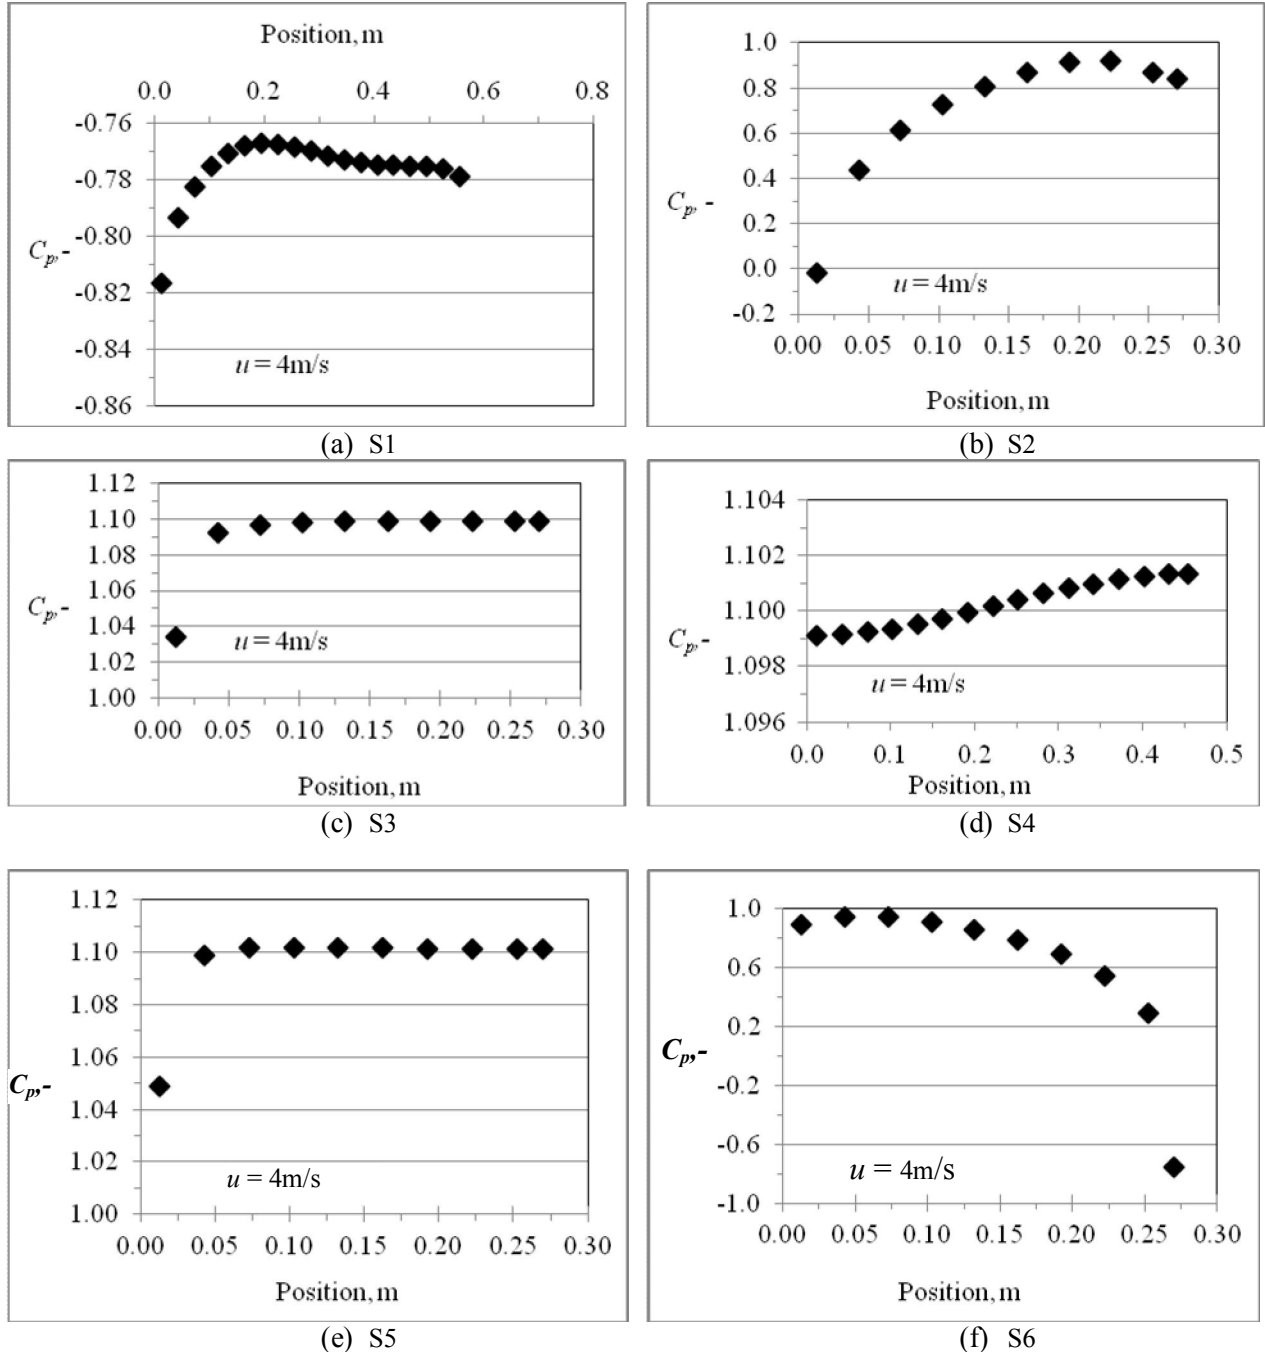 Position, m
0.0 0.2 0.4 0.6 0.8
-0.76
-0.78
-0.80
-0.82
-0.84
-0.86
Cp,-
u = 4m/s
(a) S1
1.0
0.8
0.6
0.4
0.2
0.0
-0.2
Cp, -
u = 4m/s
0.00 0.05 0.10 0.15 0.20 0.25 0.30
Position, m
(b) S2
1.12
1.10
1.08
1.06
1.04
1.02
1.00
Cp,-
u = 4m/s
0.00 0.05 0.10 0.15 0.20 0.25 0.30
Position, m
(c) S3
1.104
1.102
1.100
1.098
1.096
Cp,-
u = 4m/s
0.0 0.1 0.2 0.3 0.4 0.5
Position, m
(d) S4
1.12
1.10
1.08
1.06
1.04
1.02
1.00
Cp,-
u = 4m/s
0.00 0.05 0.10 0.15 0.20 0.25 0.30
Position, m
(e) S5
1.0
0.6
0.2
-0.2
-0.6
-1.0
Cp,-
u = 4m/s
0.00 0.05 0.10 0.15 0.20 0.25 0.30
Position, m
(f) S6